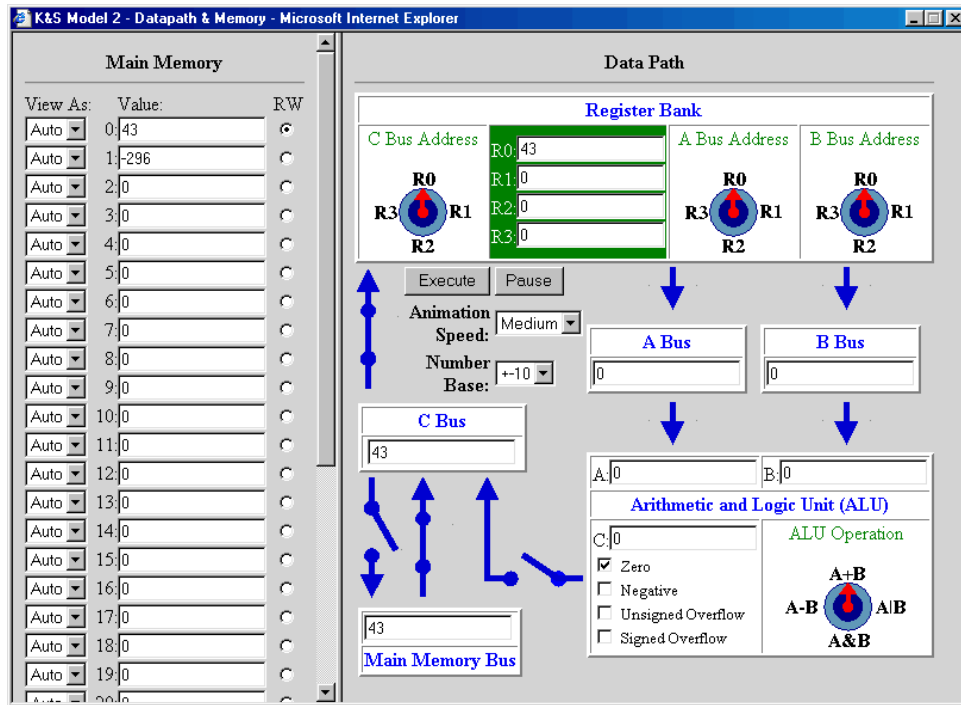 K&S Model 2 - Datapath & Memory - Microsoft Internet Explorer
Main Memory
View As: Value: RW
Auto 0: 43
Auto 1: -296
Auto 2: 0
Auto 3: 0
Auto 4: 0
Auto 5: 0
Auto 6: 0
Auto 7: 0
Auto 8: 0
Auto 9: 0
Auto 10: 0
Auto 11: 0
Auto 12: 0
Auto 13: 0
Auto 14: 0
Auto 15: 0
Auto 16: 0
Auto 17: 0
Auto 18: 0
Auto 19: 0
Data Path
Register Bank
C Bus Address
R0
R3 R1
R2
R0: 43
R1: 0
R2: 0
R3: 0
A Bus Address
R0
R3 R1
R2
B Bus Address
R0
R3 R1
R2
Execute Pause
Animation
Speed: Medium
Number
Base: +-10
A Bus
0
B Bus
0
C Bus
43
A: 0 B: 0
Arithmetic and Logic Unit (ALU)
C: 0
Zero
Negative
Unsigned Overflow
Signed Overflow
ALU Operation
A+B
A-B A|B
A&B
43
Main Memory Bus